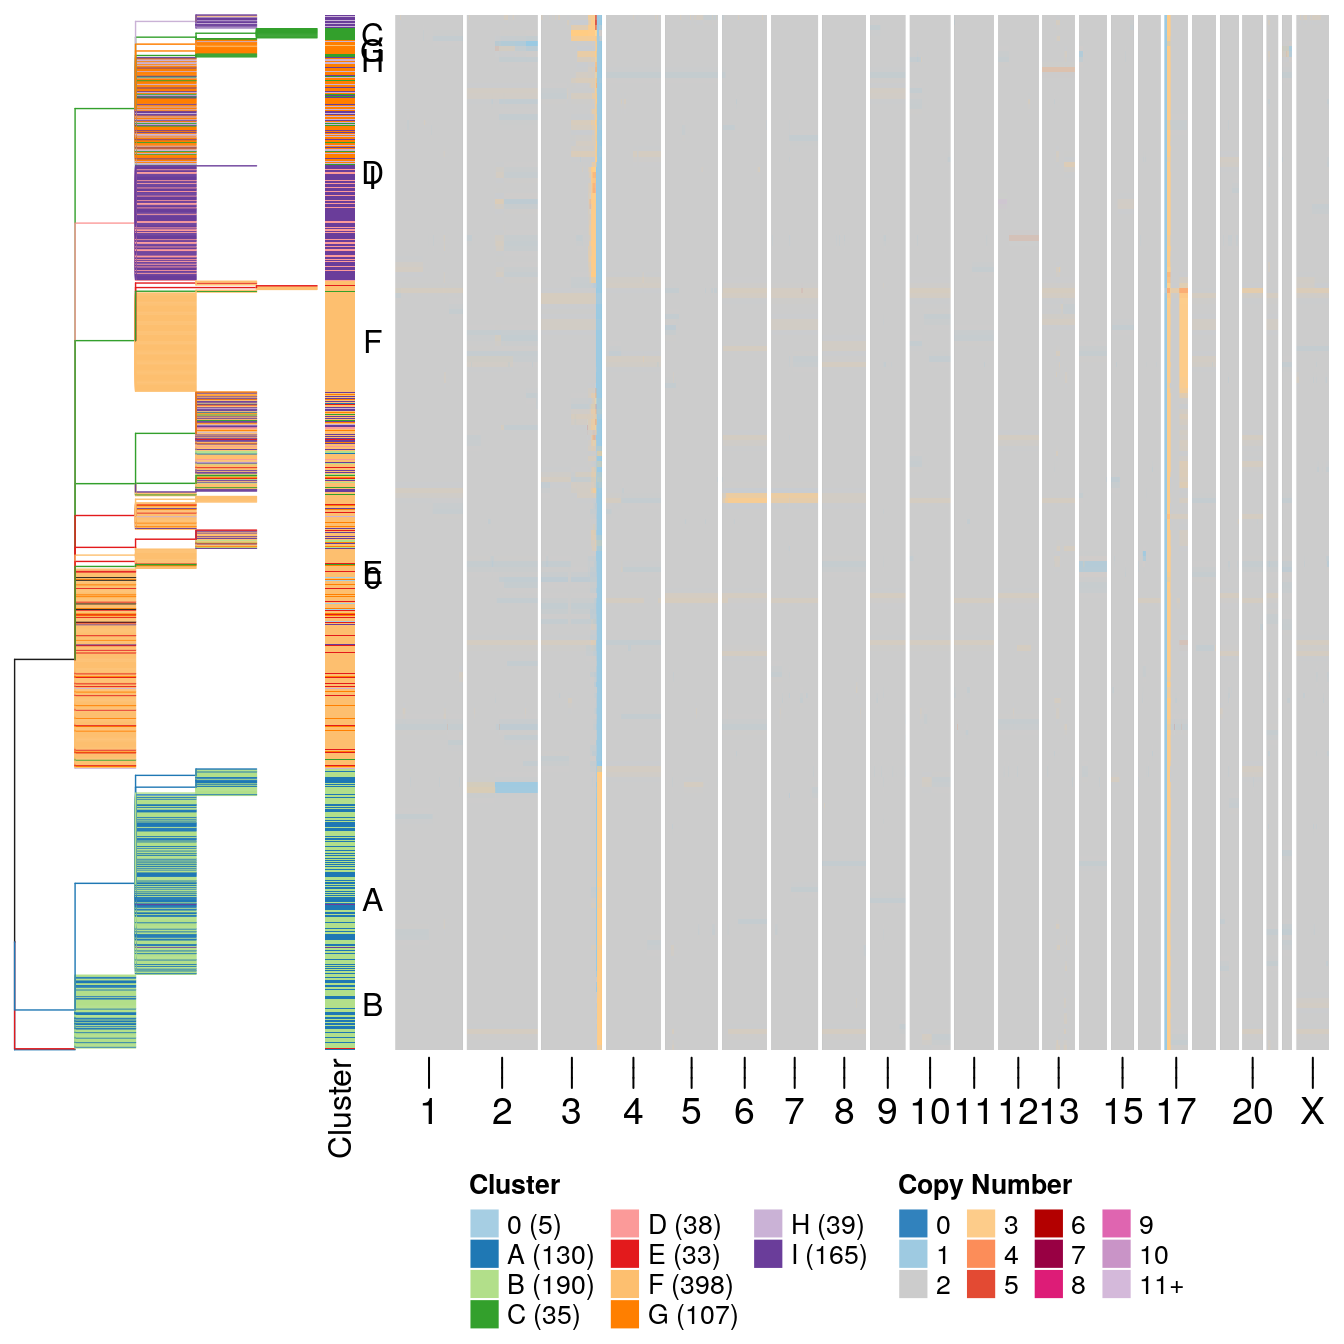 C
G
H
D
I
F
E
0
A
B
Cluster
1 2 3 4 5 6 7 8 9 10 11 12 13 15 17 20 X
Cluster Copy Number
0 (5) D (38) H (39) 0 3 6 9
A (130) E (33) I (165) 1 4 7 10
B (190) F (398) 2 5 8 11+
C (35) G (107)